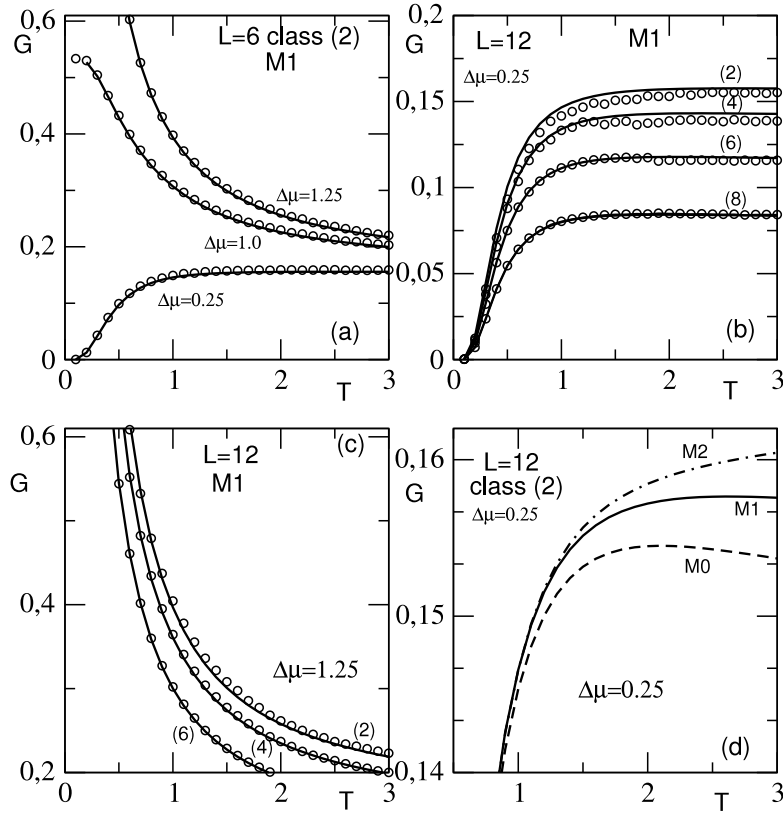 G
0,6
0,4
0,2
0
0
1
2
3
T
L=6 class (2)
M1
Δμ=1.25
Δμ=1.0
Δμ=0.25
(a)
0,2
G
0,15
0,1
0,05
0
0
1
2
3
T
L=12
M1
Δμ=0.25
(2)
(4)
(6)
(8)
(b)
0,6
G
0,4
0,2
0
1
2
3
T
L=12
M1
(c)
Δμ=1.25
(6)
(4)
(2)
0,16
G
0,15
0,14
1
2
3
T
L=12
class (2)
Δμ=0.25
M2
M1
M0
Δμ=0.25
(d)